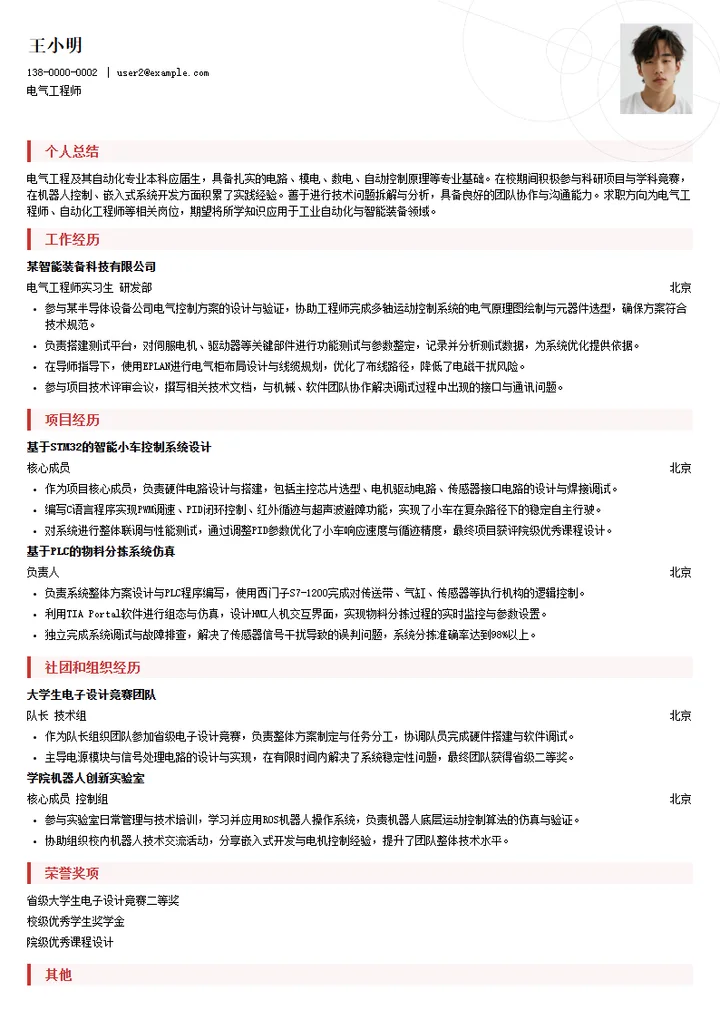 王小明
138-0000-0002 | user2@example.com
电气工程师
个人总结
电气工程及其自动化专业本科应届生，具备扎实的电路、模电、数电、自动控制原理等专业基础。在校期间积极参与科研项目与学科竞赛，
在机器人控制、嵌入式系统开发方面积累了实践经验。善于进行技术问题拆解与分析，具备良好的团队协作与沟通能力。求职方向为电气工
程师、自动化工程师等相关岗位，期望将所学知识应用于工业自动化与智能装备领域。
工作经历
某智能装备科技有限公司
电气工程师实习生 研发部 北京
• 参与某半导体设备公司电气控制方案的设计与验证，协助工程师完成多轴运动控制系统的电气原理图绘制与元器件选型，确保方案符合
技术规范。
• 负责搭建测试平台，对伺服电机、驱动器等关键部件进行功能测试与参数整定，记录并分析测试数据，为系统优化提供依据。
• 在导师指导下，使用EPLAN进行电气柜布局设计与线缆规划，优化了布线路径，降低了电磁干扰风险。
• 参与项目技术评审会议，撰写相关技术文档，与机械、软件团队协作解决调试过程中出现的接口与通讯问题。
项目经历
基于STM32的智能小车控制系统设计
核心成员 北京
• 作为项目核心成员，负责硬件电路设计与搭建，包括主控芯片选型、电机驱动电路、传感器接口电路的设计与焊接调试。
• 编写C语言程序实现PWM调速、PID闭环控制、红外循迹与超声波避障功能，实现了小车在复杂路径下的稳定自主行驶。
• 对系统进行整体联调与性能测试，通过调整PID参数优化了小车响应速度与循迹精度，最终项目获评院级优秀课程设计。
基于PLC的物料分拣系统仿真
负责人 北京
• 负责系统整体方案设计与PLC程序编写，使用西门子S7-1200完成对传送带、气缸、传感器等执行机构的逻辑控制。
• 利用TIA Portal软件进行组态与仿真，设计HMI人机交互界面，实现物料分拣过程的实时监控与参数设置。
• 独立完成系统调试与故障排查，解决了传感器信号干扰导致的误判问题，系统分拣准确率达到98%以上。
社团和组织经历
大学生电子设计竞赛团队
队长 技术组 北京
• 作为队长组织团队参加省级电子设计竞赛，负责整体方案制定与任务分工，协调队员完成硬件搭建与软件调试。
• 主导电源模块与信号处理电路的设计与实现，在有限时间内解决了系统稳定性问题，最终团队获得省级二等奖。
学院机器人创新实验室
核心成员 控制组 北京
• 参与实验室日常管理与技术培训，学习并应用ROS机器人操作系统，负责机器人底层运动控制算法的仿真与验证。
• 协助组织校内机器人技术交流活动，分享嵌入式开发与电机控制经验，提升了团队整体技术水平。
荣誉奖项
省级大学生电子设计竞赛二等奖
校级优秀学生奖学金
院级优秀课程设计
其他